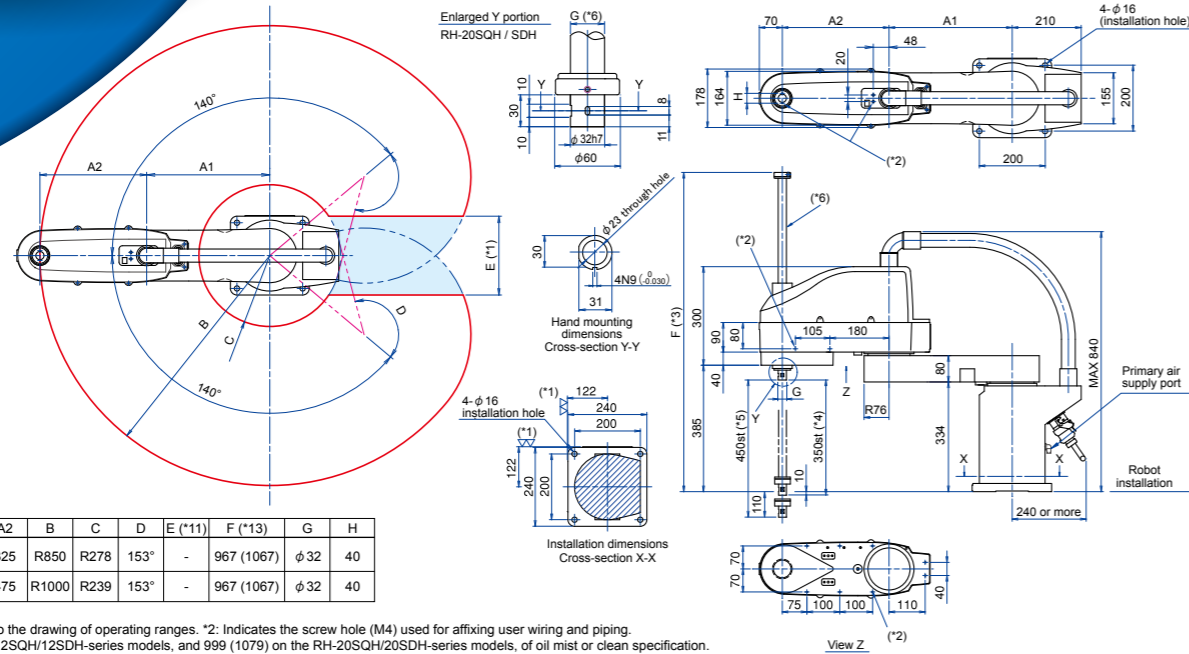 Enlarged Y portion
RH-20SQH / SDH
G (*6)
10
30
10
Y
Y
8
11
φ32h7
φ60
70
A2
A1
210
4-φ16
(installation hole)
48
20
178
164
H
155
200
200
(*2)
140°
A2
A1
E (*1)
D
B
C
140°
φ23 through hole
30
4N9 (0 -0.030)
31
Hand mounting
dimensions
Cross-section Y-Y
(*1)
122
4-φ16
installation hole
240
200
(*1)
122
240
200
Installation dimensions
Cross-section X-X
(*6)
(*2)
F (*3)
300
90
80
105
180
40
G
Y
Z
80
R76
385
450st (*5)
350st (*4)
10
110
334
MAX 840
Primary air
supply port
X
X
Robot
installation
240 or more
70
70
75
100
100
110
40
(*2)
View Z
A2 B C D E (*11) F (*13) G H
25 R850 R278 153° - 967 (1067) φ32 40
75 R1000 R239 153° - 967 (1067) φ32 40
the drawing of operating ranges. *2: Indicates the screw hole (M4) used for affixing user wiring and piping.
2SQH/12SDH-series models, and 999 (1079) on the RH-20SQH/20SDH-series models, of oil mist or clean specification.